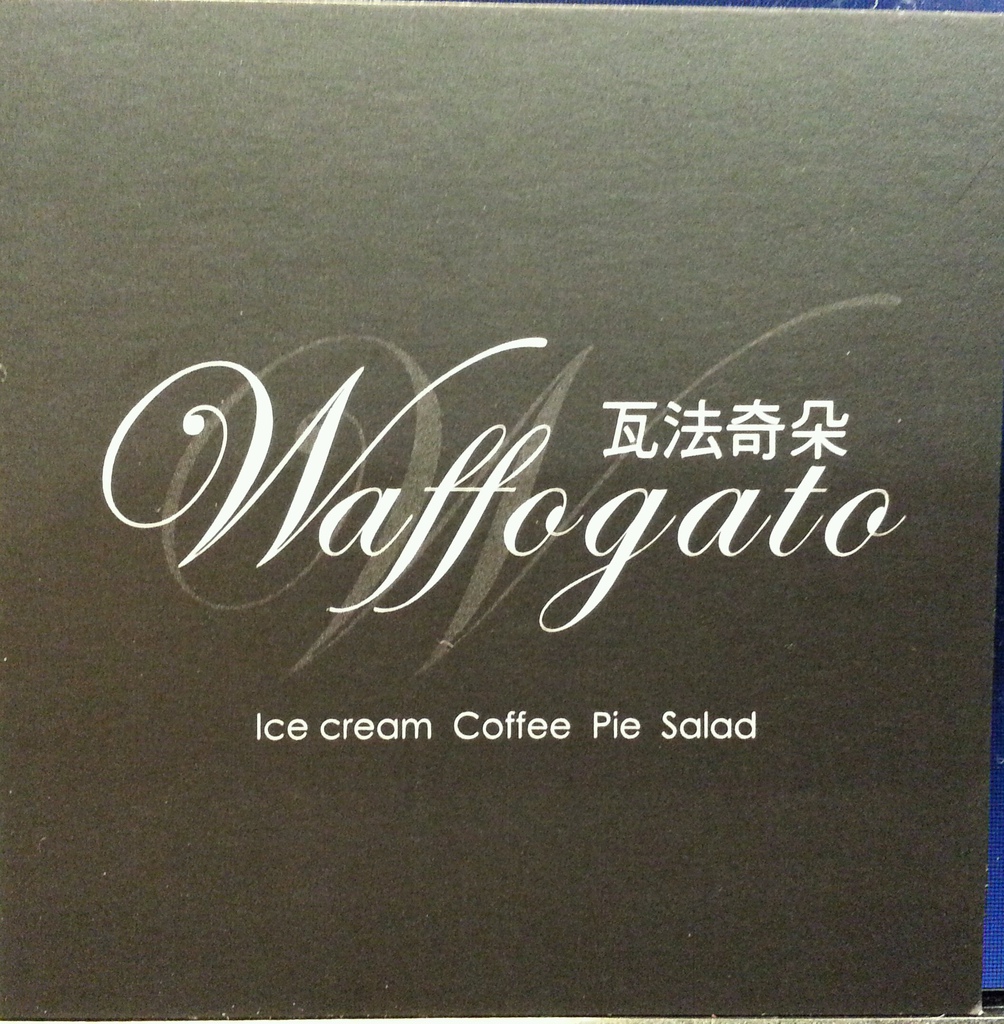 瓦法奇朵
Waffogato
Ice cream Coffee Pie Salad